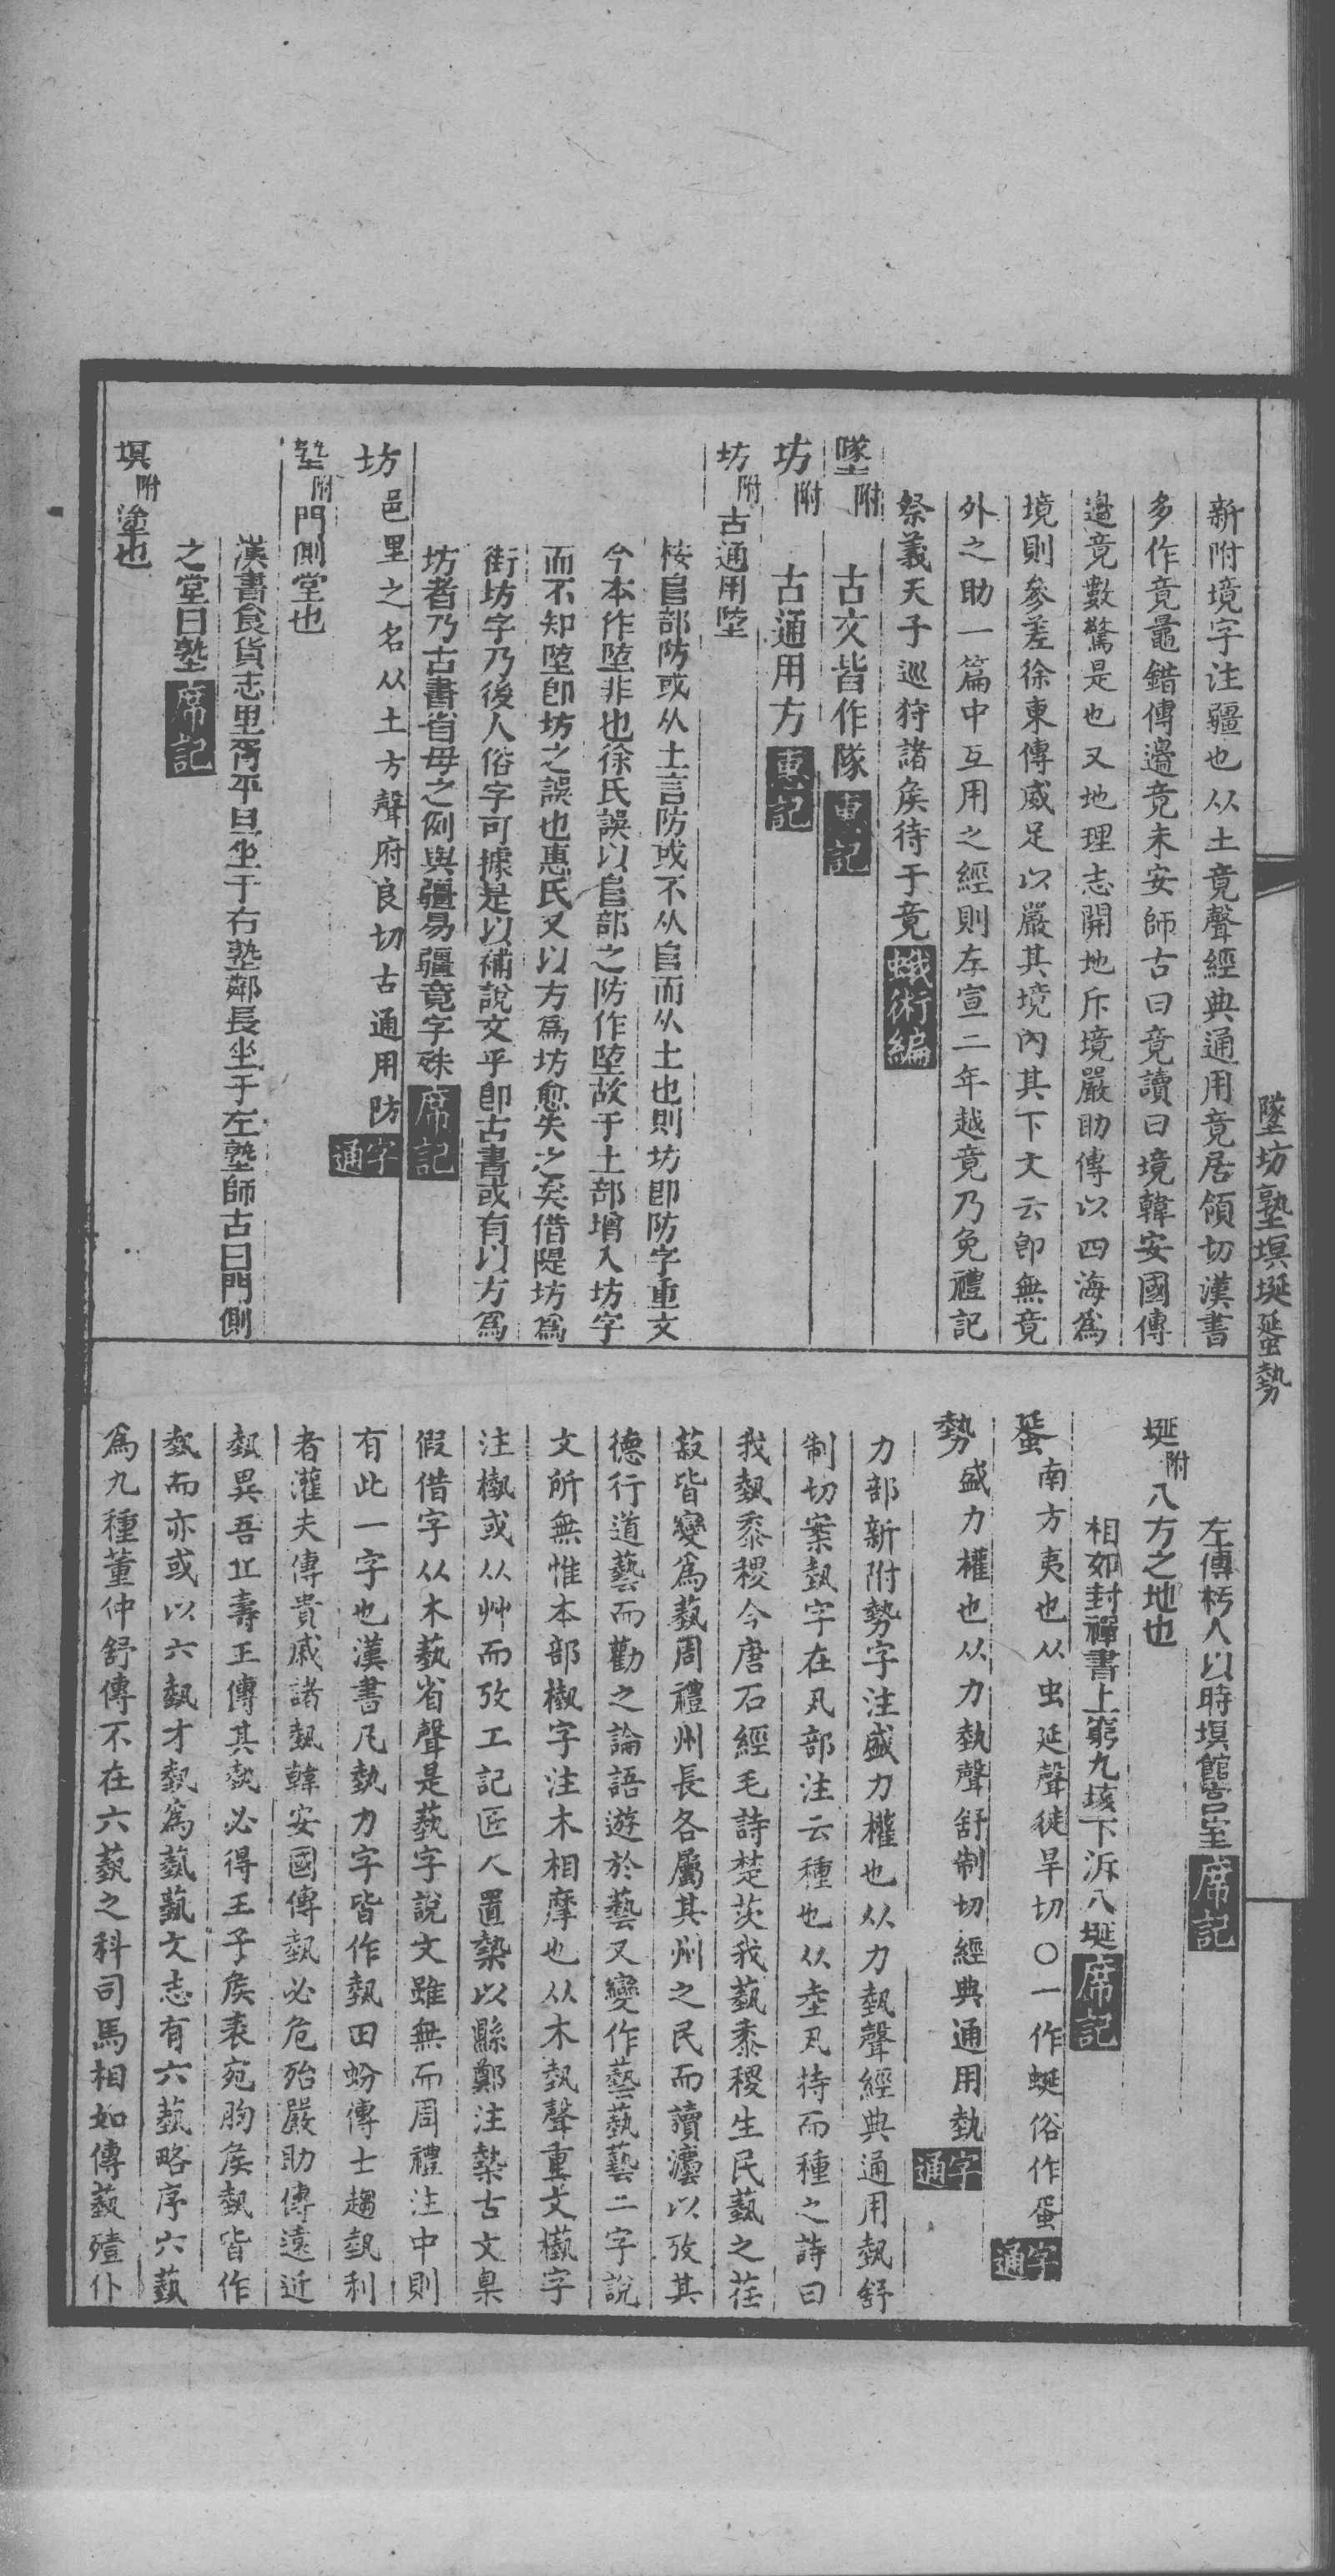 墜坊塾塓埏蜑勢
新附境字注疆也从土竟聲經典通用竟居領切漢書
多作竟鼂錯傳邊竟未安師古曰竟讀曰境韓安國傳
邊竟數驚是也又地理志開地斥境嚴助傳以四海爲
境則參差徐東傳威足以嚴其境內其下文云卽無竟
外之助一篇中互用之經則左宣二年越竟乃免禮記
祭義天子巡狩諸矦待于竟蛾術編
墜附 古文皆作隊惠記
坊附 古通用方惠記
坊附古通用埅
桉𨸏部防或从土言防或不从𨸏而从土也則坊卽防字重文
今本作埅非也徐氏誤以𨸏部之防作埅故于土部增入坊字
而不知埅卽坊之誤也惠氏又以方爲坊愈失之矣借隄坊爲
街坊字乃後人俗字可據是以補說文乎卽古書或有以方爲
坊者乃古書省毋之例與疆易疆竟字殊席記
坊 邑里之名从土方聲府良切古通用防字通
塾附門側堂也
漢書食貨志里胥平旦坐于右塾鄰長坐于左塾師古曰門側
之堂曰塾席記
塓附塗也
左傳圬人以時塓館宮室席記
埏附八方之地也
相如封禪書上窮九垓下泝八埏席記
蜑 南方夷也从虫延聲徒旱切〇一作蜒俗作蛋字通
勢 盛力權也从力埶聲舒制切經典通用埶字通
力部新附勢字注盛力權也从力埶聲經典通用埶舒
制切案埶字在丮部注云種也从坴丮持而種之詩曰
我埶黍稷今唐石經毛詩楚茨我蓺黍稷生民蓺之荏
菽皆變爲蓺周禮州長各屬其州之民而讀灋以攷其
德行道藝而勸之論語遊於藝又變作藝蓺藝二字說
文所無惟木部槸字注木相摩也从木埶聲重文㰙字
注槸或从艸而攷工記匠人置槷以縣鄭注槷古文臬
假借字从木蓺省聲是蓺字說文雖無而周禮注中則
有此一字也漢書凡埶力字皆作埶田蚡傳士趨埶利
者灌夫傳貴戚諸埶韓安國傳埶必危殆嚴助傳遠近
埶異吾丘壽王傳其埶必得王子矦表宛朐矦埶皆作
埶而亦或以六埶才埶爲蓺蓺文志有六蓺略序六蓺
爲九種董仲舒傳不在六蓺之科司馬相如傳蓺殪仆